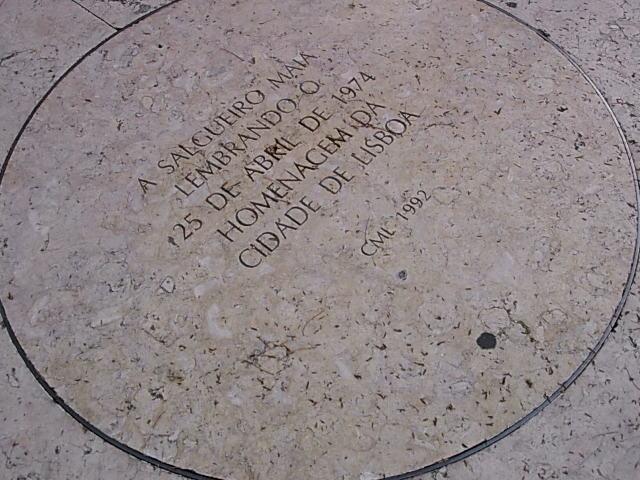 A SALGUEIRO MAIA
LEMBRANDO O
25 DE ABRIL DE 1974
HOMENAGEM DA
CIDADE DE LISBOA
CML 1992